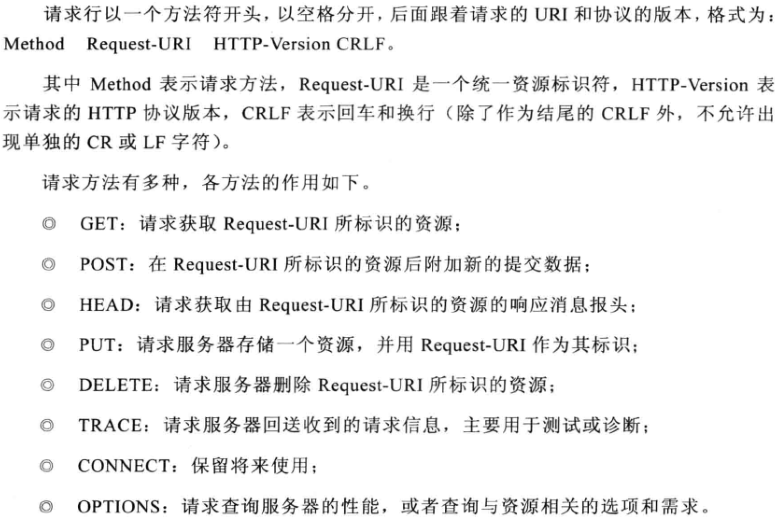 请求行以一个方法符开头，以空格分开，后面跟着请求的 URI 和协议的版本，格式为：
Method Request-URI HTTP-Version CRLF。
其中 Method 表示请求方法，Request-URI 是一个统一资源标识符，HTTP-Version 表
示请求的 HTTP 协议版本，CRLF 表示回车和换行（除了作为结尾的 CRLF 外，不允许出
现单独的 CR 或 LF 字符）。
请求方法有多种，各方法的作用如下。
◎ GET：请求获取 Request-URI 所标识的资源；
◎ POST：在 Request-URI 所标识的资源后附加新的提交数据；
◎ HEAD：请求获取由 Request-URI 所标识的资源的响应消息报头；
◎ PUT：请求服务器存储一个资源，并用 Request-URI 作为其标识；
◎ DELETE：请求服务器删除 Request-URI 所标识的资源；
◎ TRACE：请求服务器回送收到的请求信息，主要用于测试或诊断；
◎ CONNECT：保留将来使用；
◎ OPTIONS：请求查询服务器的性能，或者查询与资源相关的选项和需求。